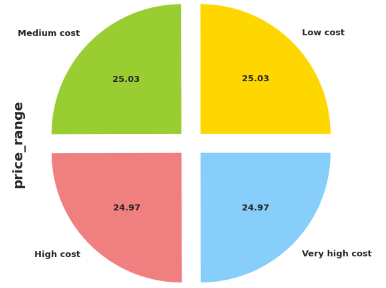 Medium cost
Low cost
25.03
25.03
price_range
24.97
24.97
High cost
Very high cost